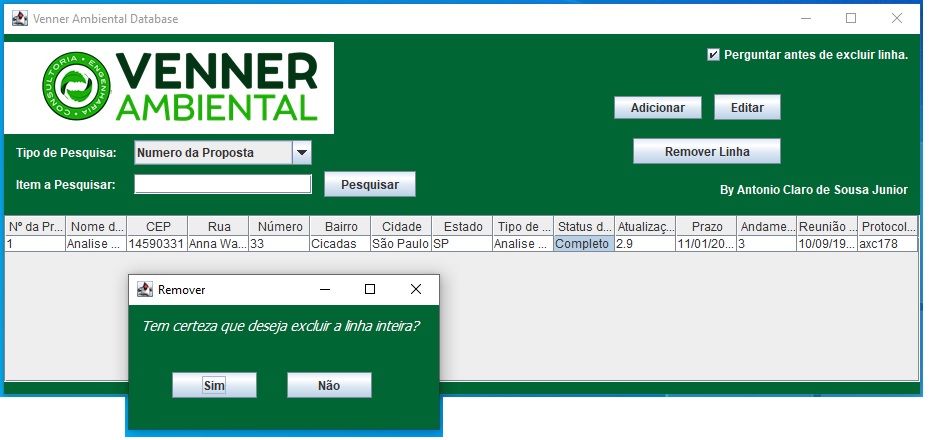 Venner Ambiental Database
CONSULTORIA • ENGENHARIA •
VENNER
AMBIENTAL
Perguntar antes de excluir linha.
Adicionar Editar
Tipo de Pesquisa: Numero da Proposta Remover Linha
Item a Pesquisar: Pesquisar By Antonio Claro de Sousa Junior
Nº da Pr... Nome d... CEP Rua Número Bairro Cidade Estado Tipo de ... Status d... Atualizaç... Prazo Andame... Reunião ... Protocol...
1 Analise ... 14590331 Anna Wa... 33 Cicadas São Paulo SP Analise ... Completo 2.9 11/01/20... 3 10/09/19... axc178
Remover
Tem certeza que deseja excluir a linha inteira?
Sim Não